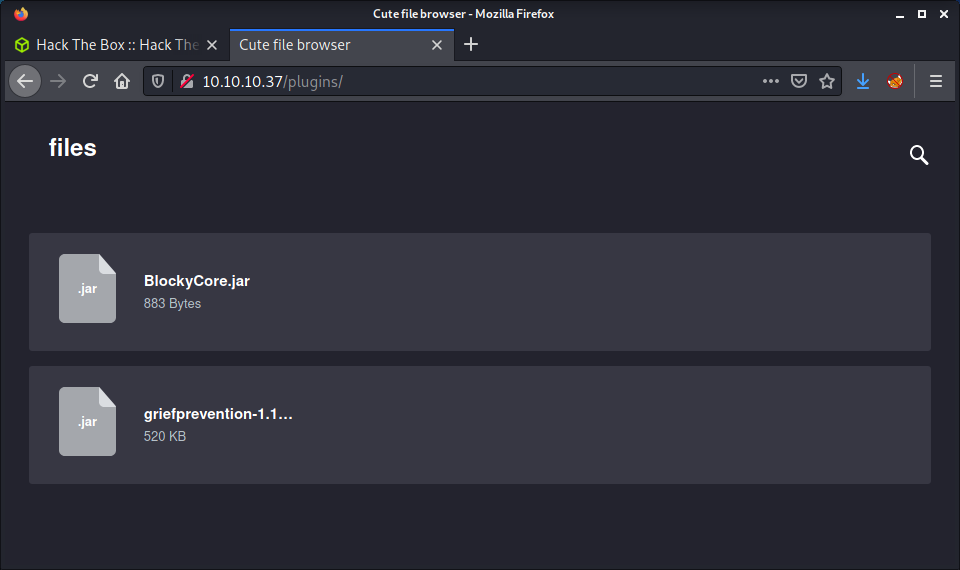 Cute file browser - Mozilla Firefox
Hack The Box :: Hack The
Cute file browser
10.10.10.37/plugins/
files
.jar
BlockyCore.jar
883 Bytes
.jar
griefprevention-1.1…
520 KB